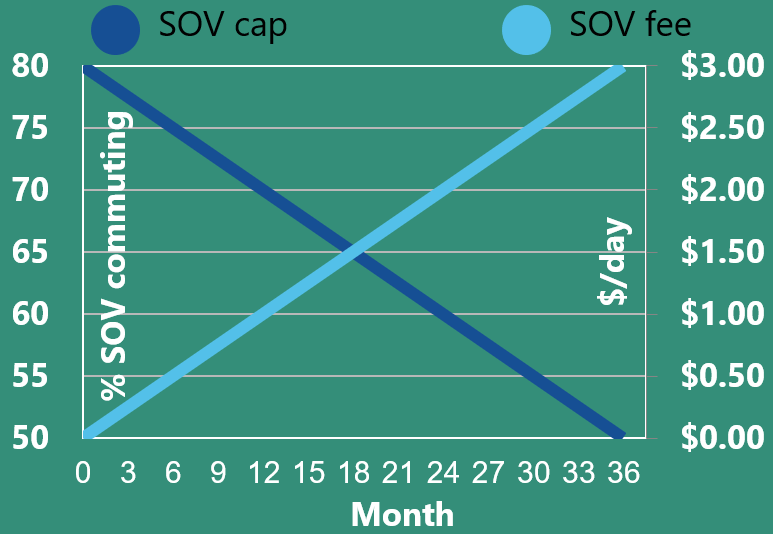 SOV cap SOV fee
80 $3.00
75 $2.50
70 $2.00
65 $1.50
60 $1.00
55 $0.50
50 $0.00
% SOV commuting
$/day
0 3 6 9 12 15 18 21 24 27 30 33 36
Month